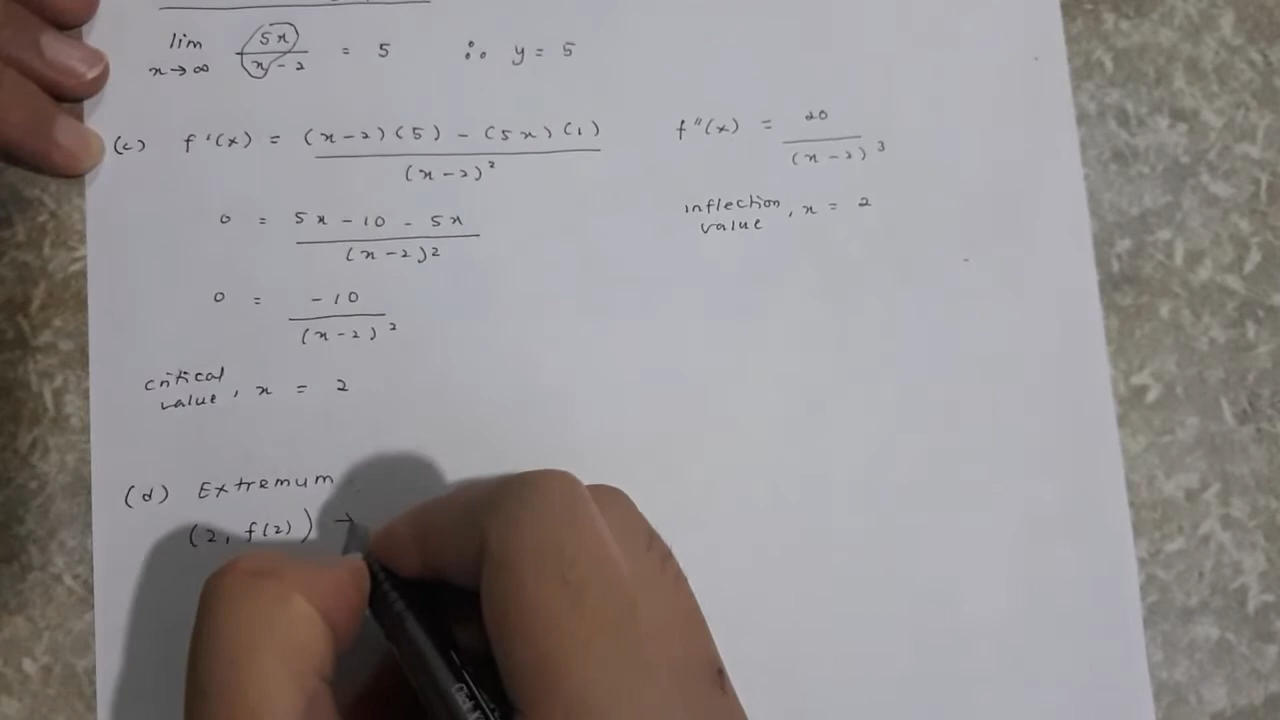 lim x→∞ 5x / x - 2 = 5 ∴ y = 5
(c) f'(x) = (x-2)(5) - (5x)(1) / (x-2)²
0 = 5x - 10 - 5x / (x-2)²
0 = -10 / (x-2)²
critical value, x = 2
f"(x) = 20 / (x-2)³
inflection value, x = 2
(d) Extremum
(2, f(2)) →